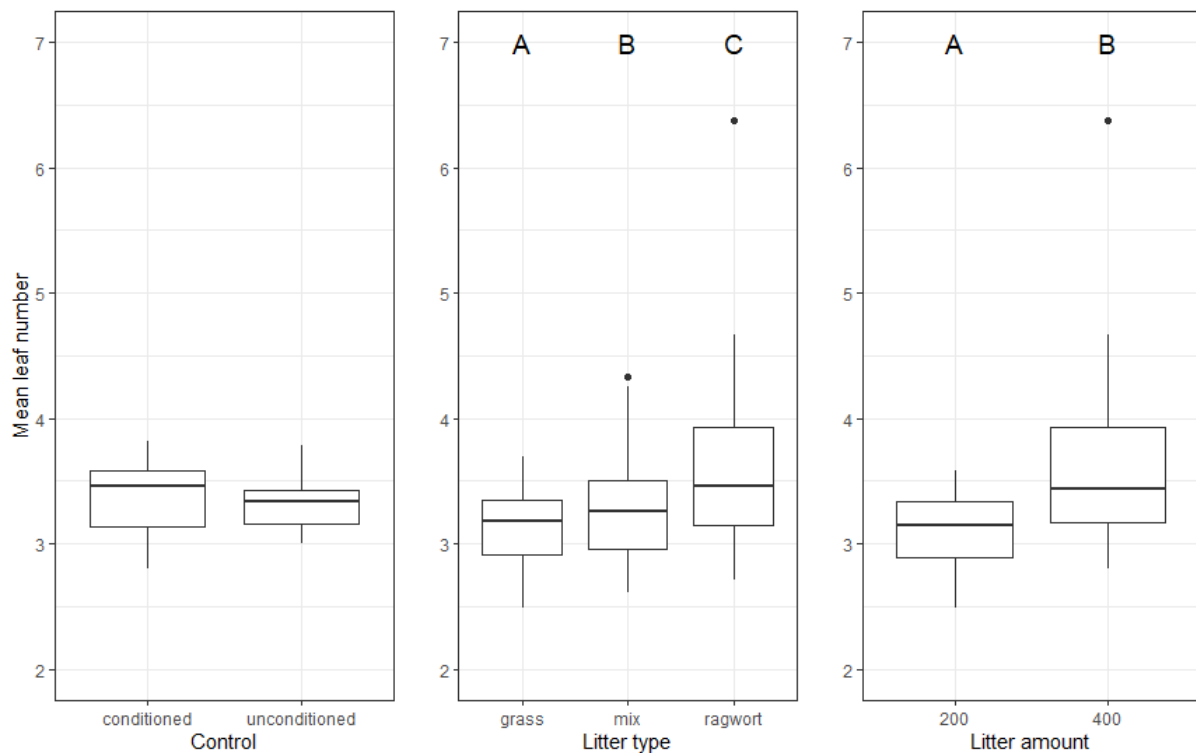 A B C A B
7 7 7
6 6 6
5 5 5
4 4 4
3 3 3
2 2 2
Mean leaf number
conditioned unconditioned grass mix ragwort 200 400
Control Litter type Litter amount